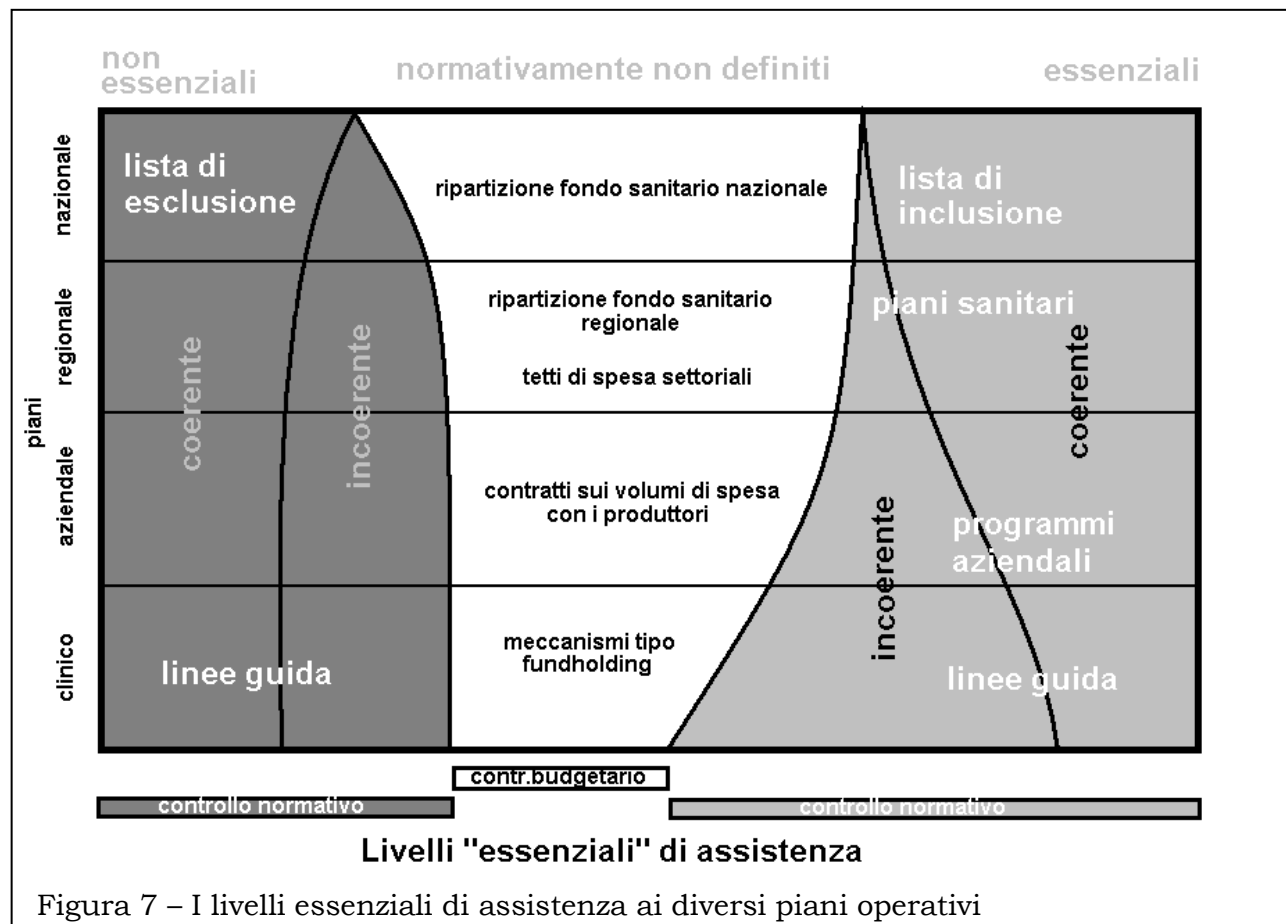 non
essenziali
normativamente non definiti
essenziali
piani
nazionale
lista di
esclusione
ripartizione fondo sanitario nazionale
lista di
inclusione
regionale
coerente
incoerente
ripartizione fondo sanitario
regionale
tetti di spesa settoriali
piani sanitari
coerente
aziendale
contratti sui volumi di spesa
con i produttori
incoerente
programmi
aziendali
clinico
linee guida
meccanismi tipo
fundholding
linee guida
contr.budgetario
controllo normativo
controllo normativo
Livelli "essenziali" di assistenza
Figura 7 – I livelli essenziali di assistenza ai diversi piani operativi